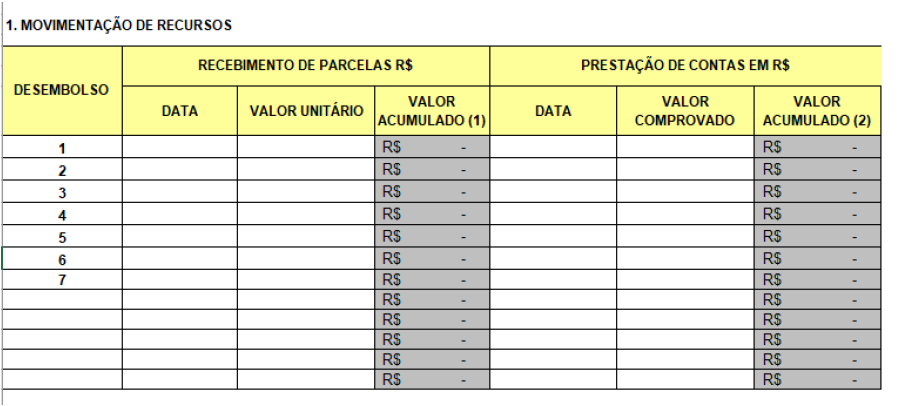 1. MOVIMENTAÇÃO DE RECURSOS
DESEMBOLSO
RECEBIMENTO DE PARCELAS R$
PRESTAÇÃO DE CONTAS EM R$
DATA
VALOR UNITÁRIO
VALOR
ACUMULADO (1)
DATA
VALOR
COMPROVADO
VALOR
ACUMULADO (2)
1 R$ - R$ -
2 R$ - R$ -
3 R$ - R$ -
4 R$ - R$ -
5 R$ - R$ -
6 R$ - R$ -
7 R$ - R$ -
R$ - R$ -
R$ - R$ -
R$ - R$ -
R$ - R$ -
R$ - R$ -